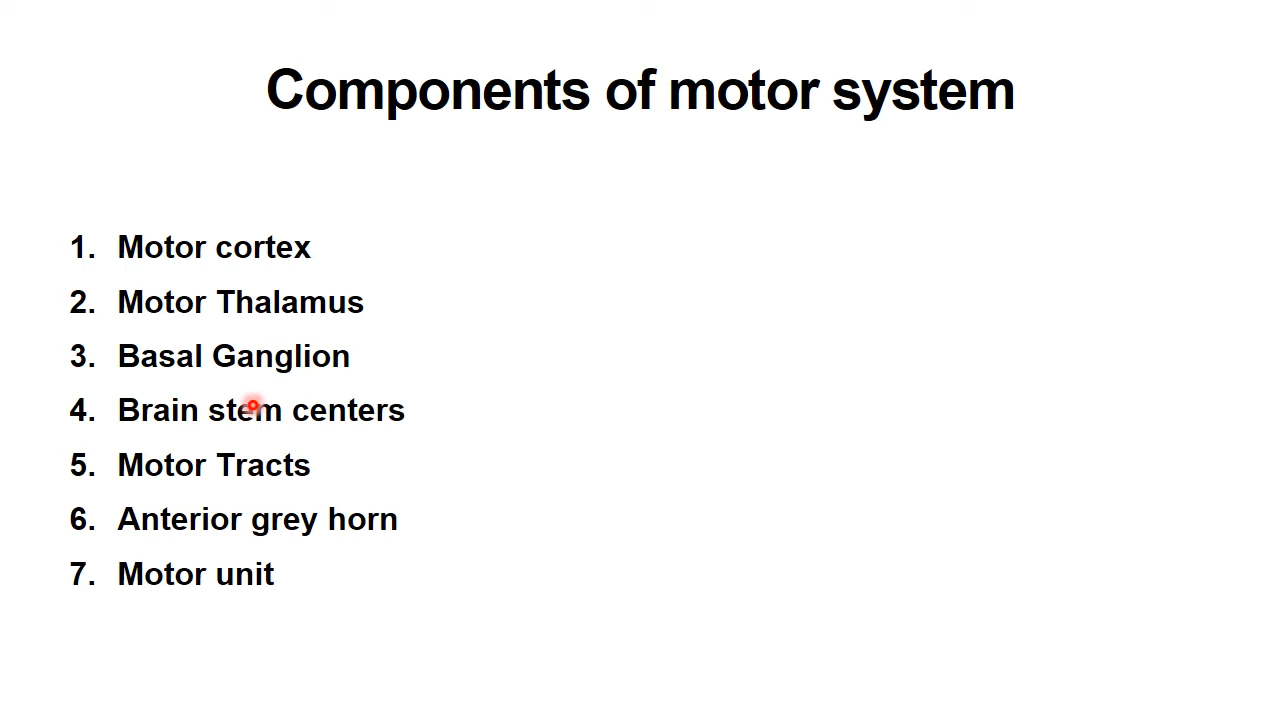 Components of motor system
1. Motor cortex
2. Motor Thalamus
3. Basal Ganglion
4. Brain stem centers
5. Motor Tracts
6. Anterior grey horn
7. Motor unit